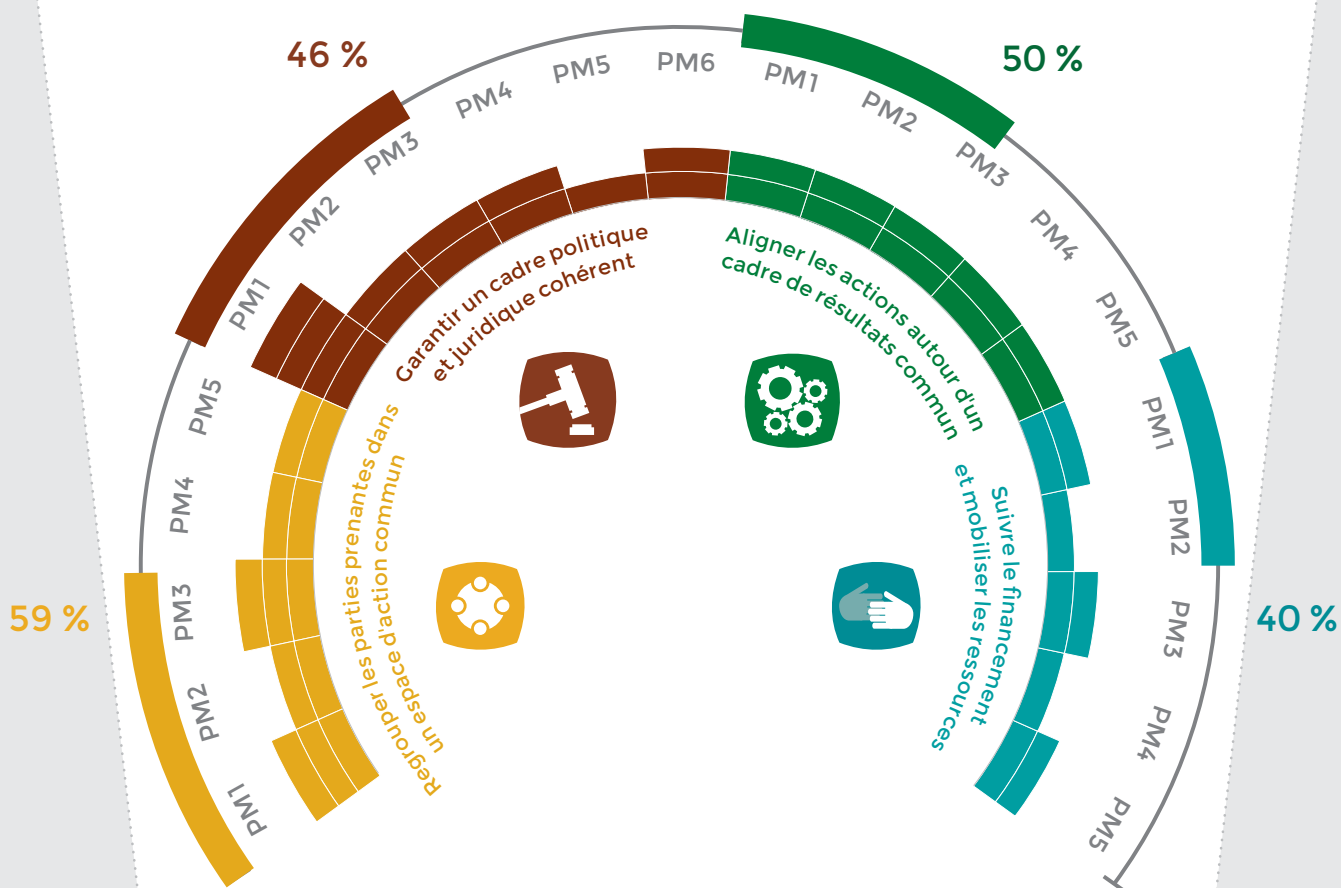 46 %
50 %
PM1
PM2
PM3
PM4
PM5
PM1
PM2
PM3
PM4
PM5
PM6
PM1
PM2
PM3
PM4
PM5
PM1
PM2
PM3
PM4
PM5
Regrouper les parties prenantes dans
un espace d'action commun
Garantir un cadre politique
et juridique cohérent
Aligner les actions autour d'un
cadre de résultats commun
Suivre le financement
et mobiliser les ressources
59 %
40 %